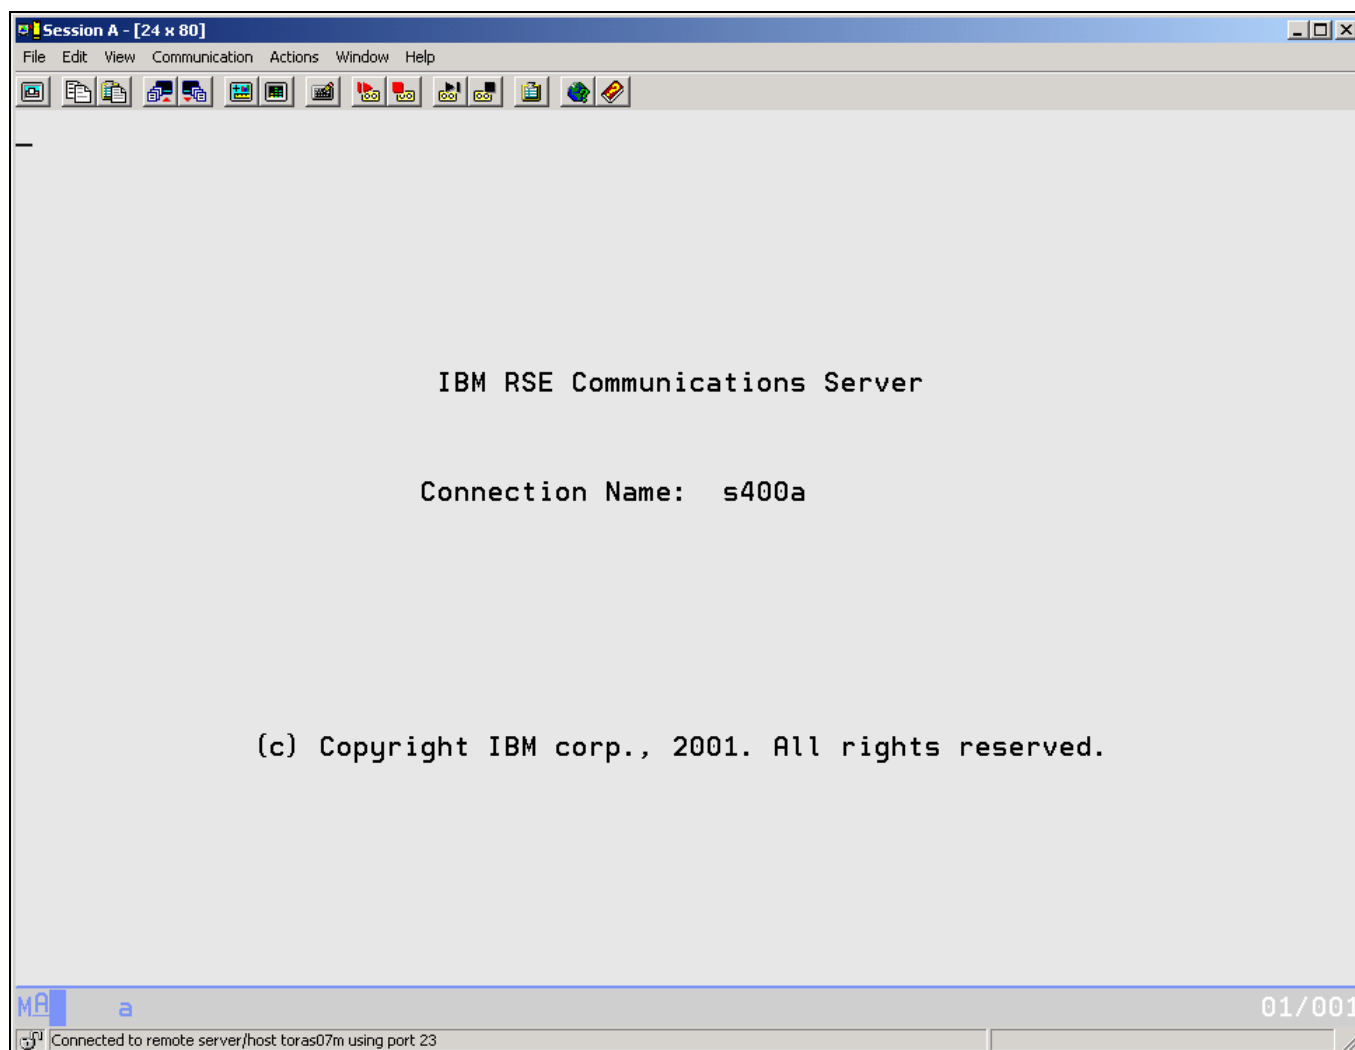 Session A - [24 x 80]
File Edit View Communication Actions Window Help
IBM RSE Communications Server
Connection Name: s400a
(c) Copyright IBM corp., 2001. All rights reserved.
MA a 01/001
Connected to remote server/host toras07m using port 23